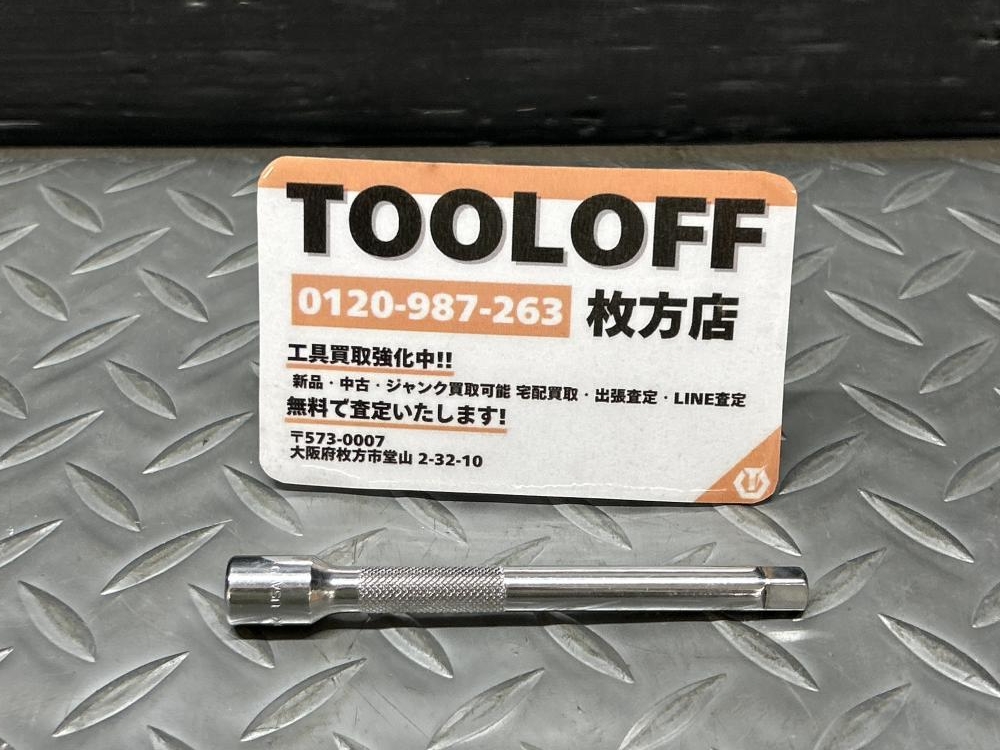 TOOLOFF
0120-987-263 枚方店
工具買取強化中!!
新品・中古・ジャンク買取可能 宅配買取・出張査定・LINE査定
無料で査定いたします!
〒573-0007
大阪府枚方市堂山 2-32-10
USA